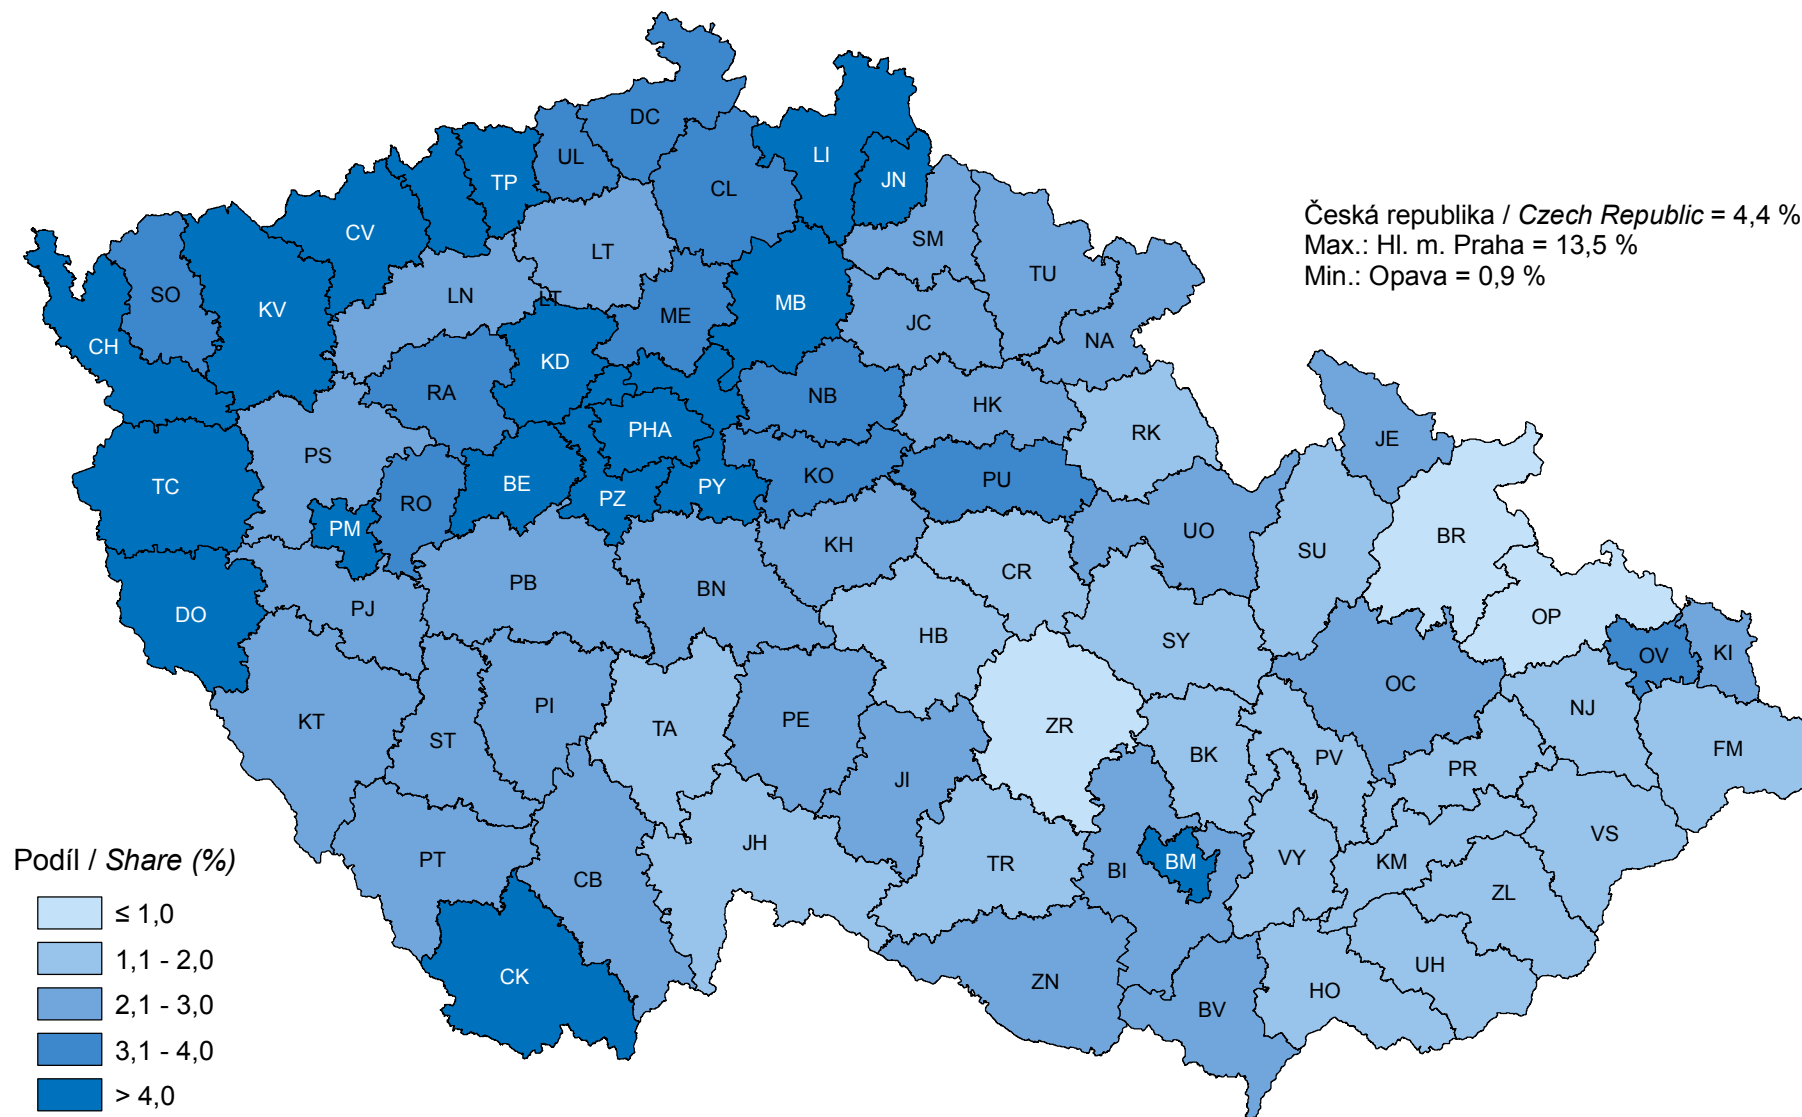 DC
UL
LI
TP
CL
JN
CV
SM
Česká republika / Czech Republic = 4,4 %
Max.: Hl. m. Praha = 13,5 %
Min.: Opava = 0,9 %
LT
TU
SO
LN
LT
KV
MB
ME
JC
CH
NA
KD
RA
NB
HK
PHA
RK
JE
PS
TC
BE
PZ
PY
KO
PU
RO
PM
UO
BR
KH
SU
CR
PB
BN
DO
PJ
OP
HB
SY
OV
KI
OC
KT
PI
PE
NJ
ST
TA
ZR
BK
PV
FM
PR
JI
VS
JH
PT
TR
BM
VY
KM
BI
CB
ZL
CK
ZN
UH
HO
BV
Podíl / Share (%)
≤ 1,0
1,1 - 2,0
2,1 - 3,0
3,1 - 4,0
> 4,0